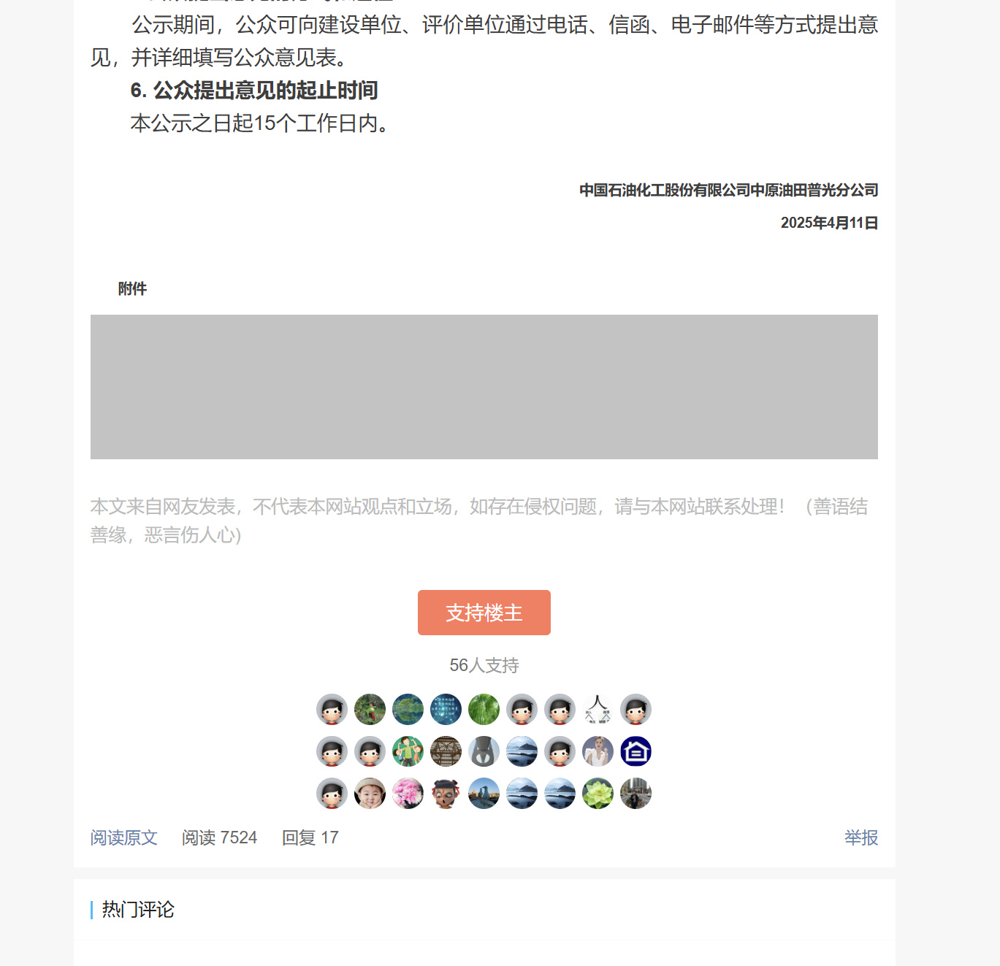 公示期间，公众可向建设单位、评价单位通过电话、信函、电子邮件等方式提出意
见，并详细填写公众意见表。
6. 公众提出意见的起止时间
本公示之日起15个工作日内。
中国石油化工股份有限公司中原油田普光分公司
2025年4月11日
附件
本文来自网友发表，不代表本网站观点和立场，如存在侵权问题，请与本网站联系处理！（善语结
善缘，恶言伤人心）
支持楼主
56人支持
阅读原文 阅读 7524 回复 17 举报
热门评论